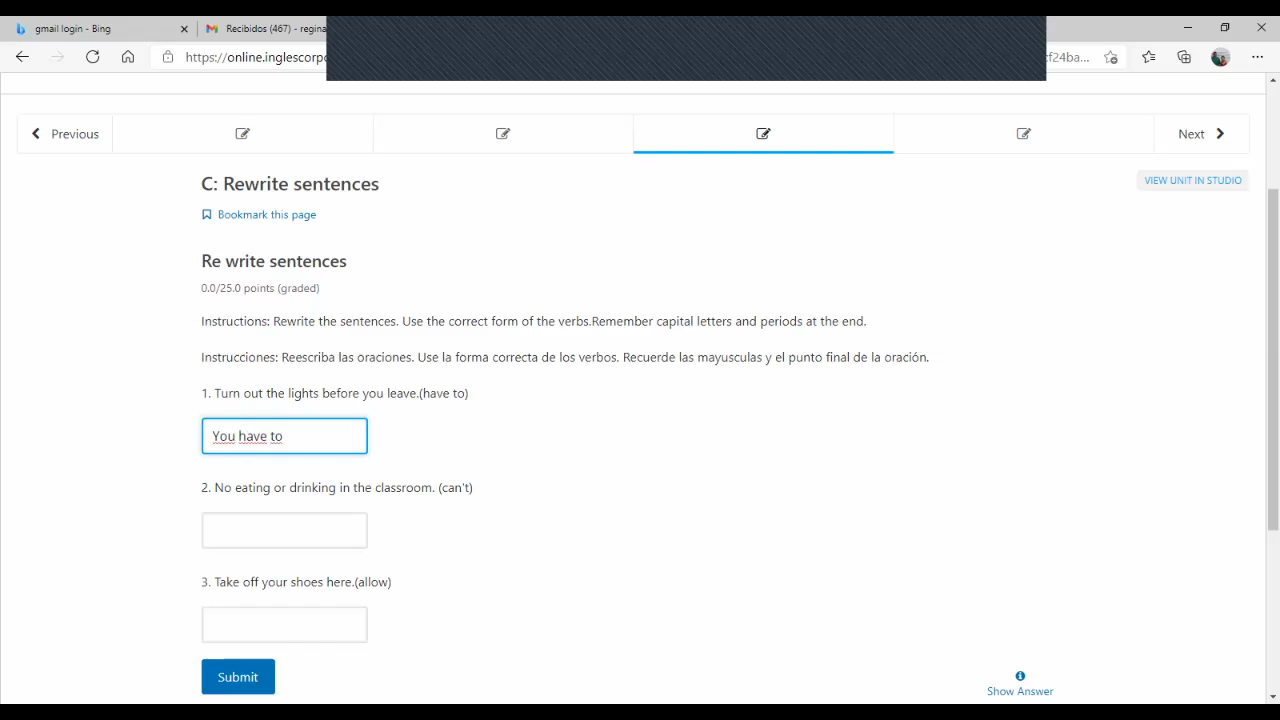 gmail login - Bing
Recibidos (467) - regina
https://online.inglescorpo
cf24ba...
Previous
Next
C: Rewrite sentences
VIEW UNIT IN STUDIO
Bookmark this page
Re write sentences
0.0/25.0 points (graded)
Instructions: Rewrite the sentences. Use the correct form of the verbs.Remember capital letters and periods at the end.
Instrucciones: Reescriba las oraciones. Use la forma correcta de los verbos. Recuerde las mayusculas y el punto final de la oración.
1. Turn out the lights before you leave.(have to)
You have to
2. No eating or drinking in the classroom. (can't)
3. Take off your shoes here.(allow)
Submit
Show Answer